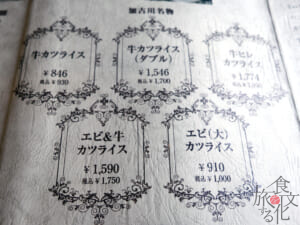 加古川名物
牛カツライス
¥846
税込¥930
牛カツライス
(ダブル)
¥1,546
税込¥1,700
牛ヒレ
カツライス
¥1,774
エビ&牛
カツライス
¥1,590
税込¥1,750
エビ(大)
カツライス
¥910
税込¥1,000
旅する
食文化